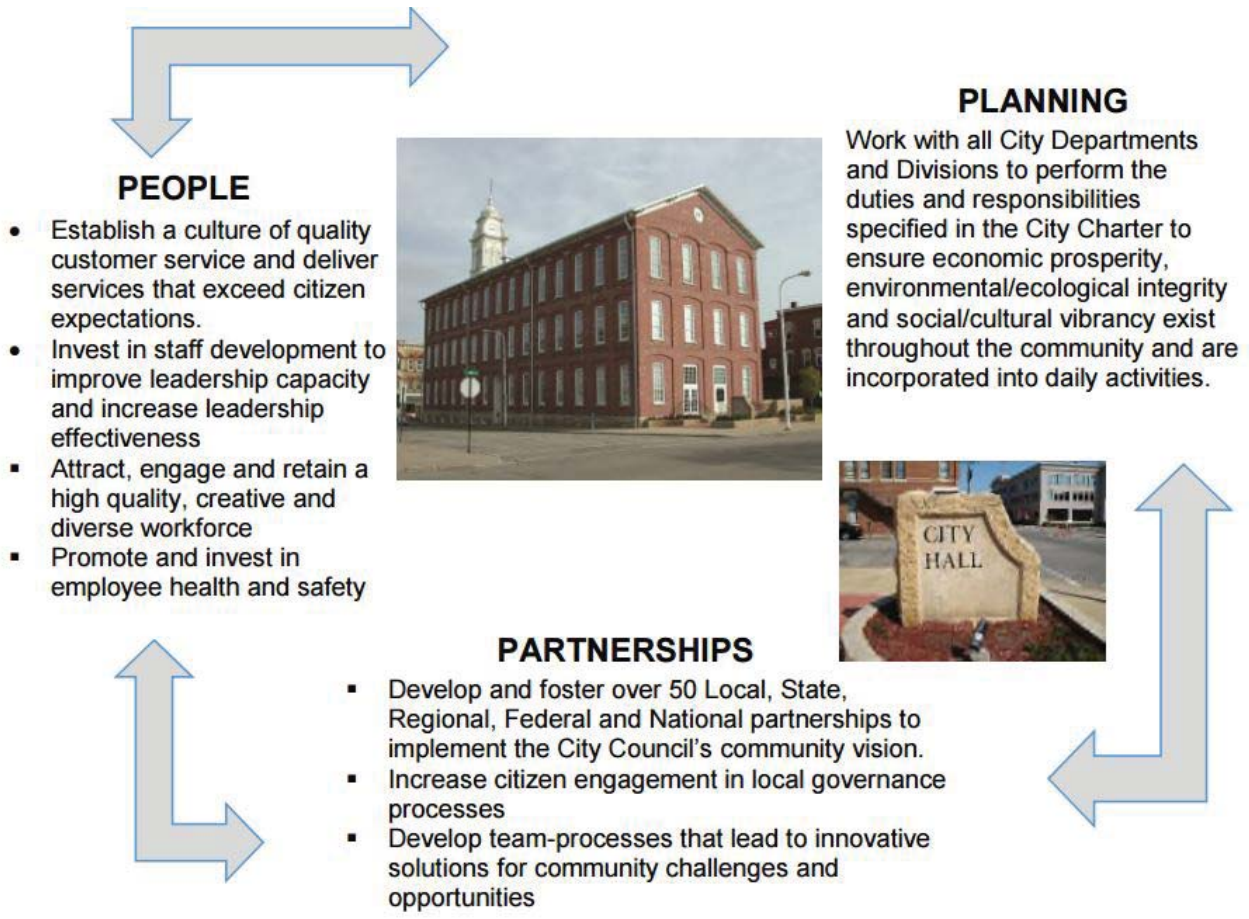 PEOPLE
• Establish a culture of quality
customer service and deliver
services that exceed citizen
expectations.
• Invest in staff development to
improve leadership capacity
and increase leadership
effectiveness
▪ Attract, engage and retain a
high quality, creative and
diverse workforce
▪ Promote and invest in
employee health and safety
PLANNING
Work with all City Departments
and Divisions to perform the
duties and responsibilities
specified in the City Charter to
ensure economic prosperity,
environmental/ecological integrity
and social/cultural vibrancy exist
throughout the community and are
incorporated into daily activities.
CITY
HALL
PARTNERSHIPS
▪ Develop and foster over 50 Local, State,
Regional, Federal and National partnerships to
implement the City Council’s community vision.
▪ Increase citizen engagement in local governance
processes
▪ Develop team-processes that lead to innovative
solutions for community challenges and
opportunities